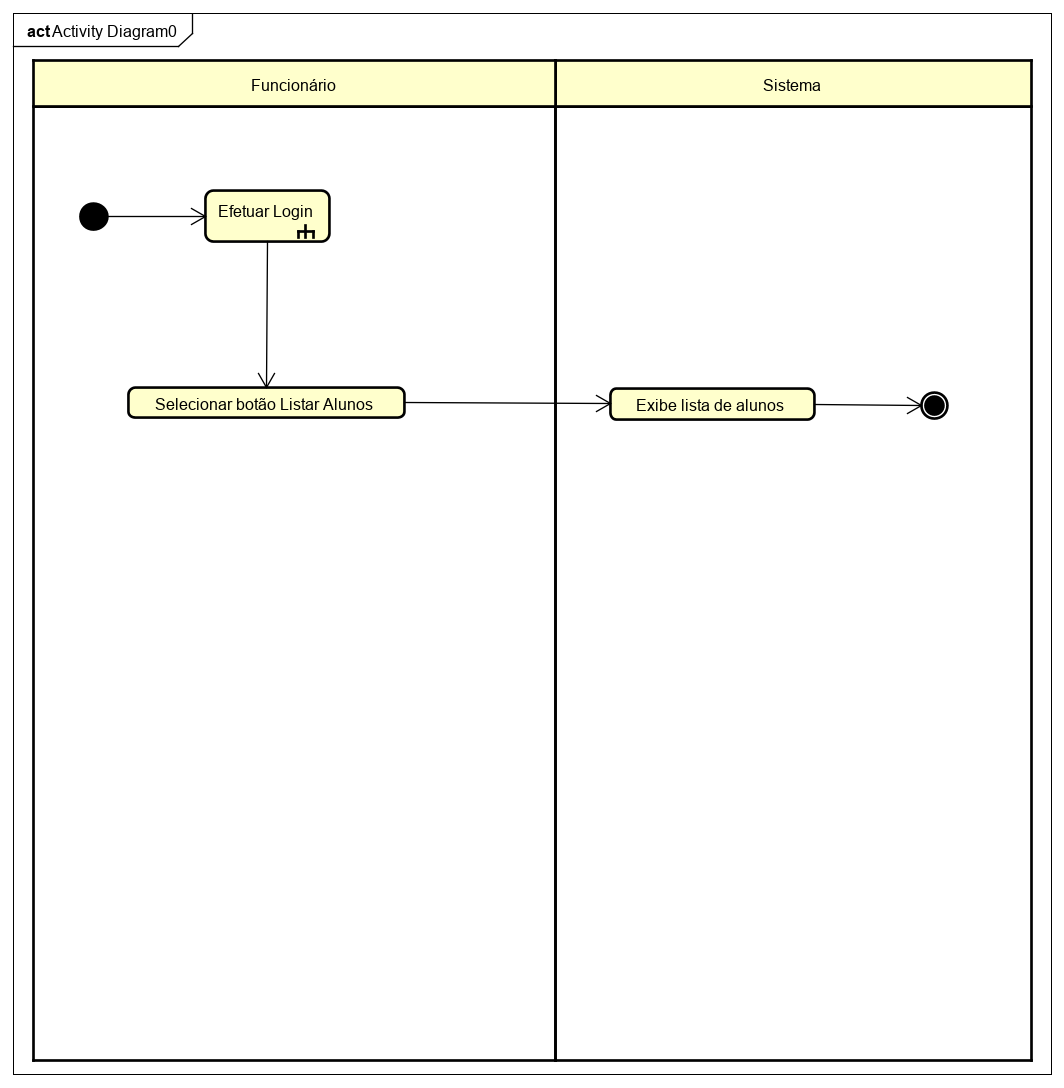 act Activity Diagram0
Funcionário
Sistema
Efetuar Login
Selecionar botão Listar Alunos
Exibe lista de alunos